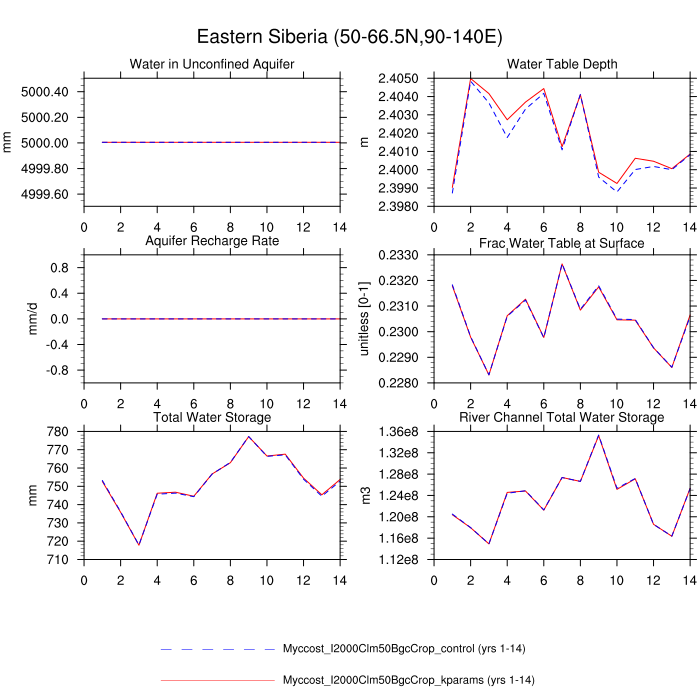 Eastern Siberia (50-66.5N,90-140E)
Water in Unconfined Aquifer
mm
5000.40
5000.20
5000.00
4999.80
4999.60
0 2 4 6 8 10 12 14
Water Table Depth
m
2.4050
2.4040
2.4030
2.4020
2.4010
2.4000
2.3990
2.3980
0 2 4 6 8 10 12 14
Aquifer Recharge Rate
mm/d
0.8
0.4
0.0
-0.4
-0.8
0 2 4 6 8 10 12 14
Frac Water Table at Surface
unitless [0-1]
0.2330
0.2320
0.2310
0.2300
0.2290
0.2280
0 2 4 6 8 10 12 14
Total Water Storage
mm
780
770
760
750
740
730
720
710
0 2 4 6 8 10 12 14
River Channel Total Water Storage
m3
1.36e8
1.32e8
1.28e8
1.24e8
1.20e8
1.16e8
1.12e8
0 2 4 6 8 10 12 14
Myccost_I2000Clm50BgcCrop_control (yrs 1-14)
Myccost_I2000Clm50BgcCrop_kparams (yrs 1-14)